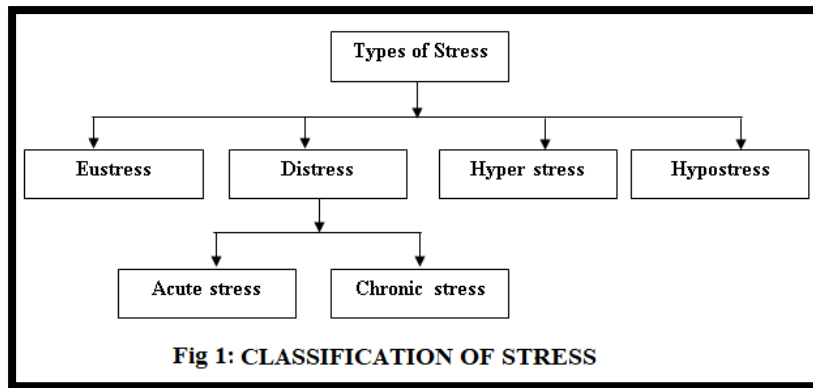 Types of Stress
Eustress
Distress
Hyper stress
Hypostress
Acute stress
Chronic stress
Fig 1: CLASSIFICATION OF STRESS